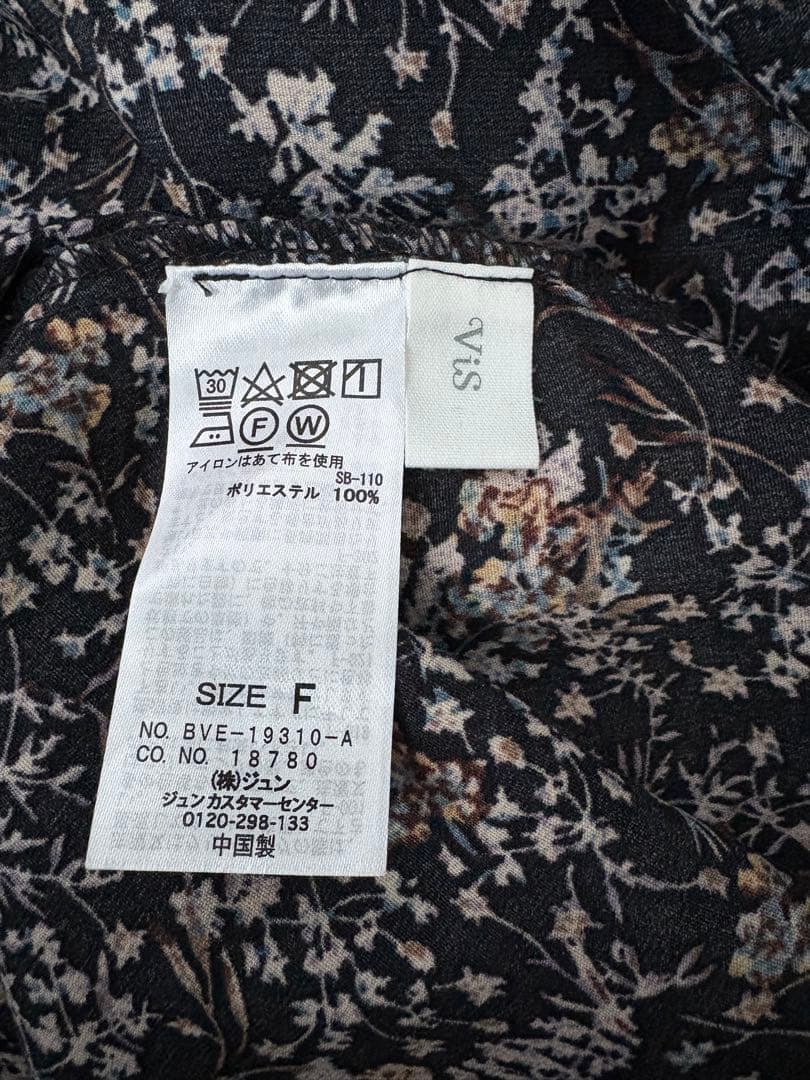 ViS
30
F W
アイロンはあて布を使用
SB-110
ポリエステル 100%
SIZE F
NO. BVE-19310-A
CO. NO. 18780
(株)ジュン
ジュンカスタマーセンター
0120-298-133
中国製